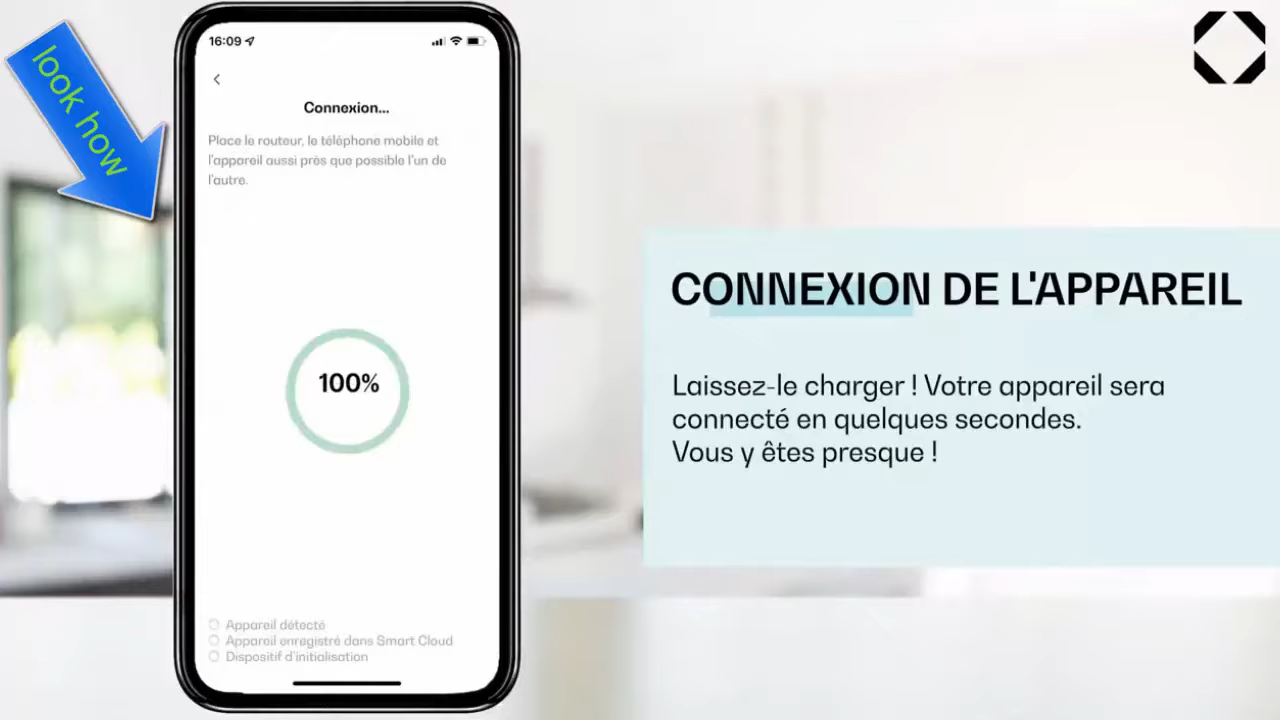 look how
16:09
Connexion...
Place le routeur, le téléphone mobile et
l'appareil aussi près que possible l'un de
l'autre.
100%
Appareil détecté
Appareil enregistré dans Smart Cloud
Dispositif d'initialisation
CONNEXION DE L'APPAREIL
Laissez-le charger ! Votre appareil sera
connecté en quelques secondes.
Vous y êtes presque !